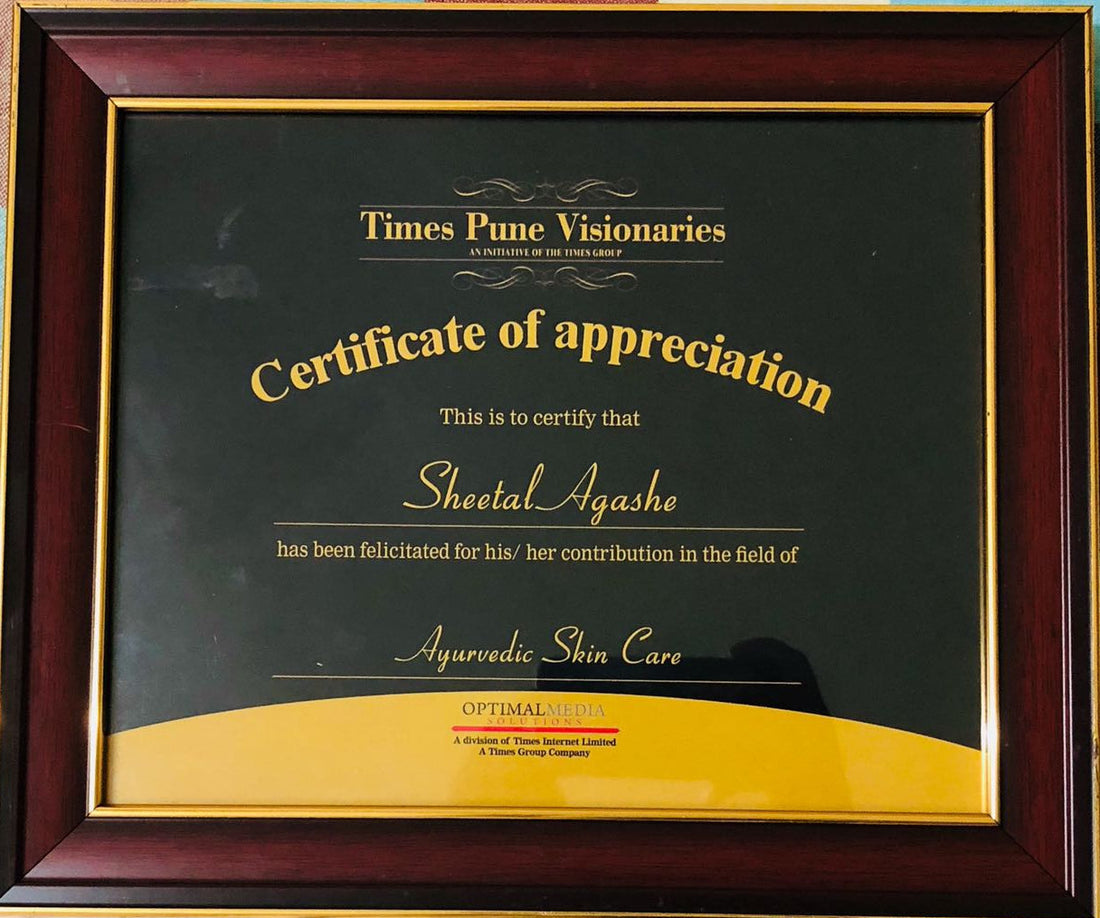 Times Pune Visionaries
AN INITIATIVE OF THE TIMES GROUP
Certificate of appreciation
This is to certify that
Sheetal Agashe
has been felicitated for his/ her contribution in the field of
Ayurvedic Skin Care
OPTIMALMEDIA
SOLUTIONS
A division of Times Internet Limited
A Times Group Company